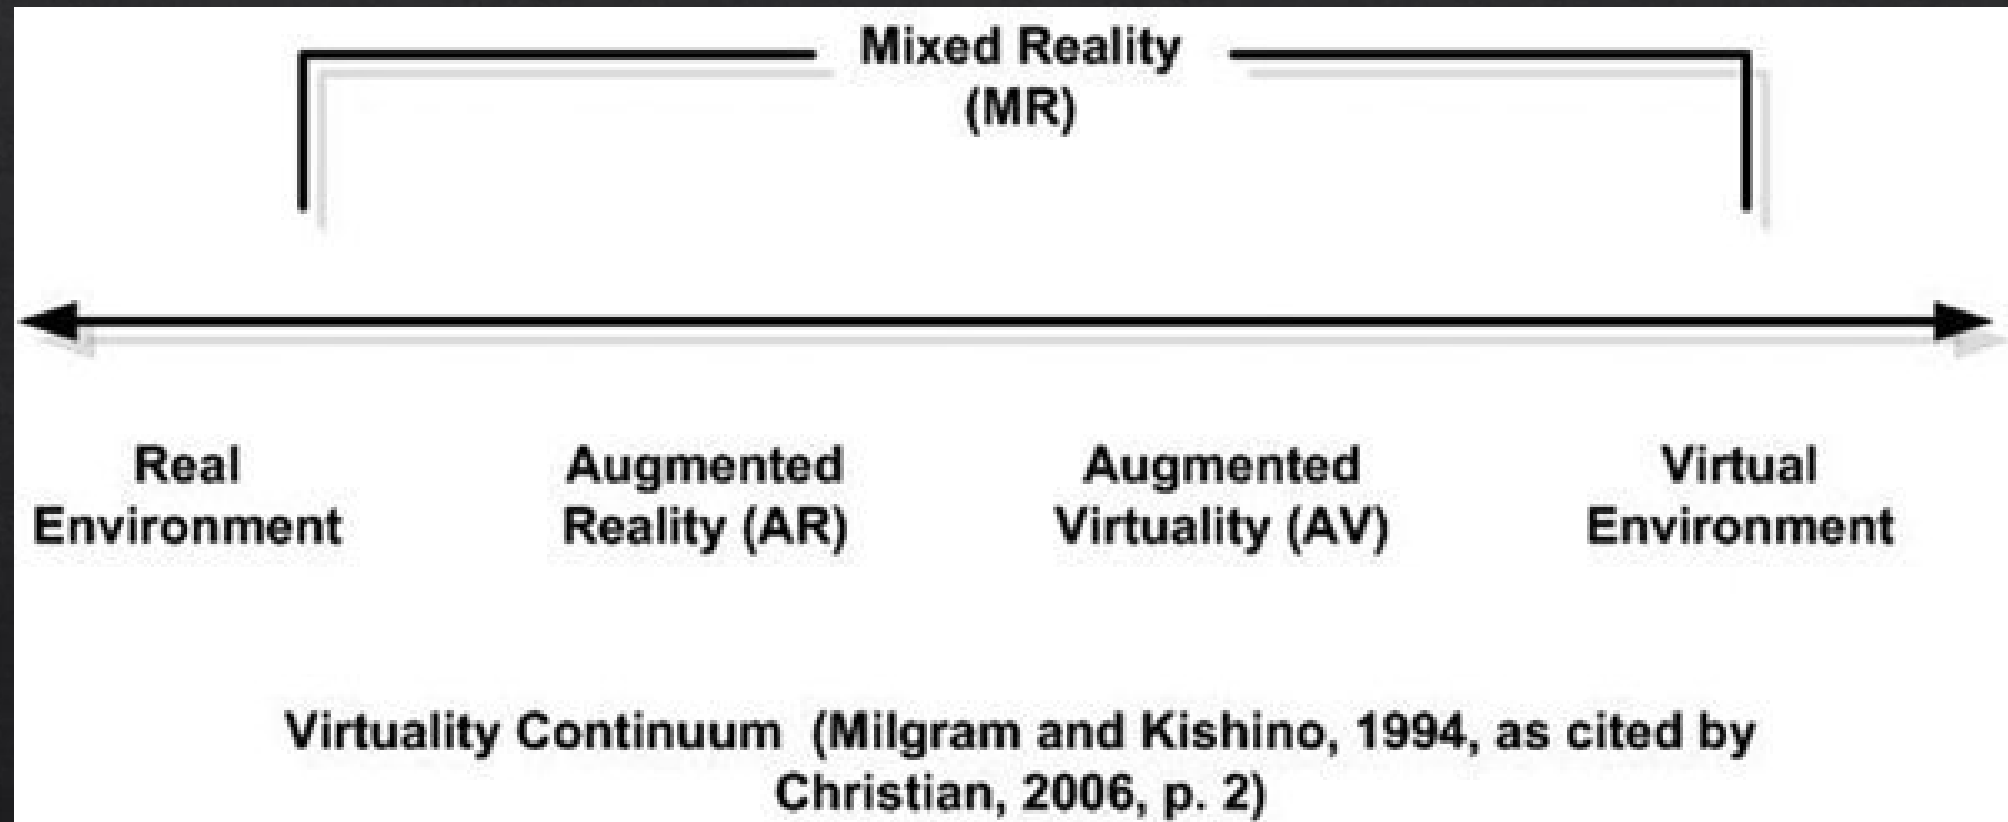 Mixed Reality
(MR)
Real
Environment
Augmented
Reality (AR)
Augmented
Virtuality (AV)
Virtual
Environment
Virtuality Continuum (Milgram and Kishino, 1994, as cited by
Christian, 2006, p. 2)